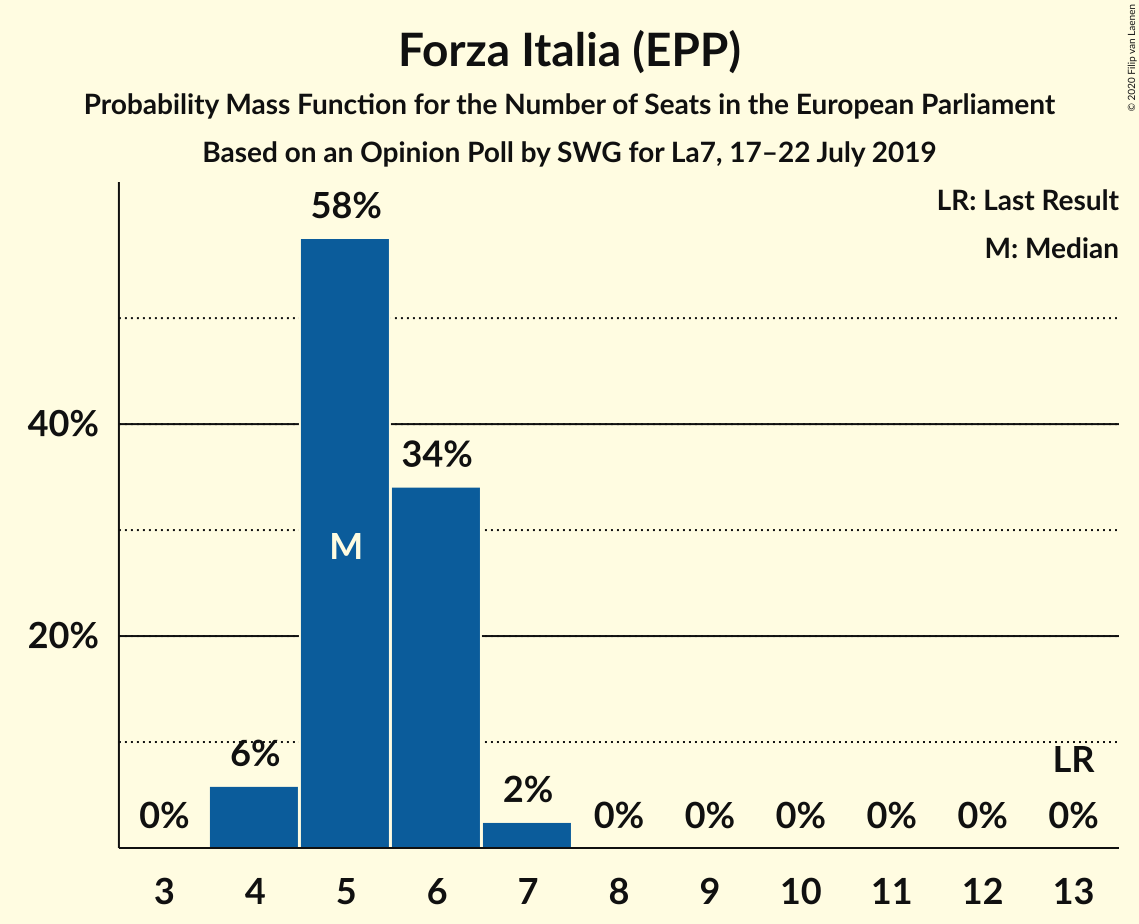 Forza Italia (EPP)
Probability Mass Function for the Number of Seats in the European Parliament
Based on an Opinion Poll by SWG for La7, 17–22 July 2019
© 2020 Filip van Laenen
LR: Last Result
M: Median
58%
40%
34%
M
20%
6%
2%
LR
0%
0%
0%
0%
0%
0%
0%
3 4 5 6 7 8 9 10 11 12 13